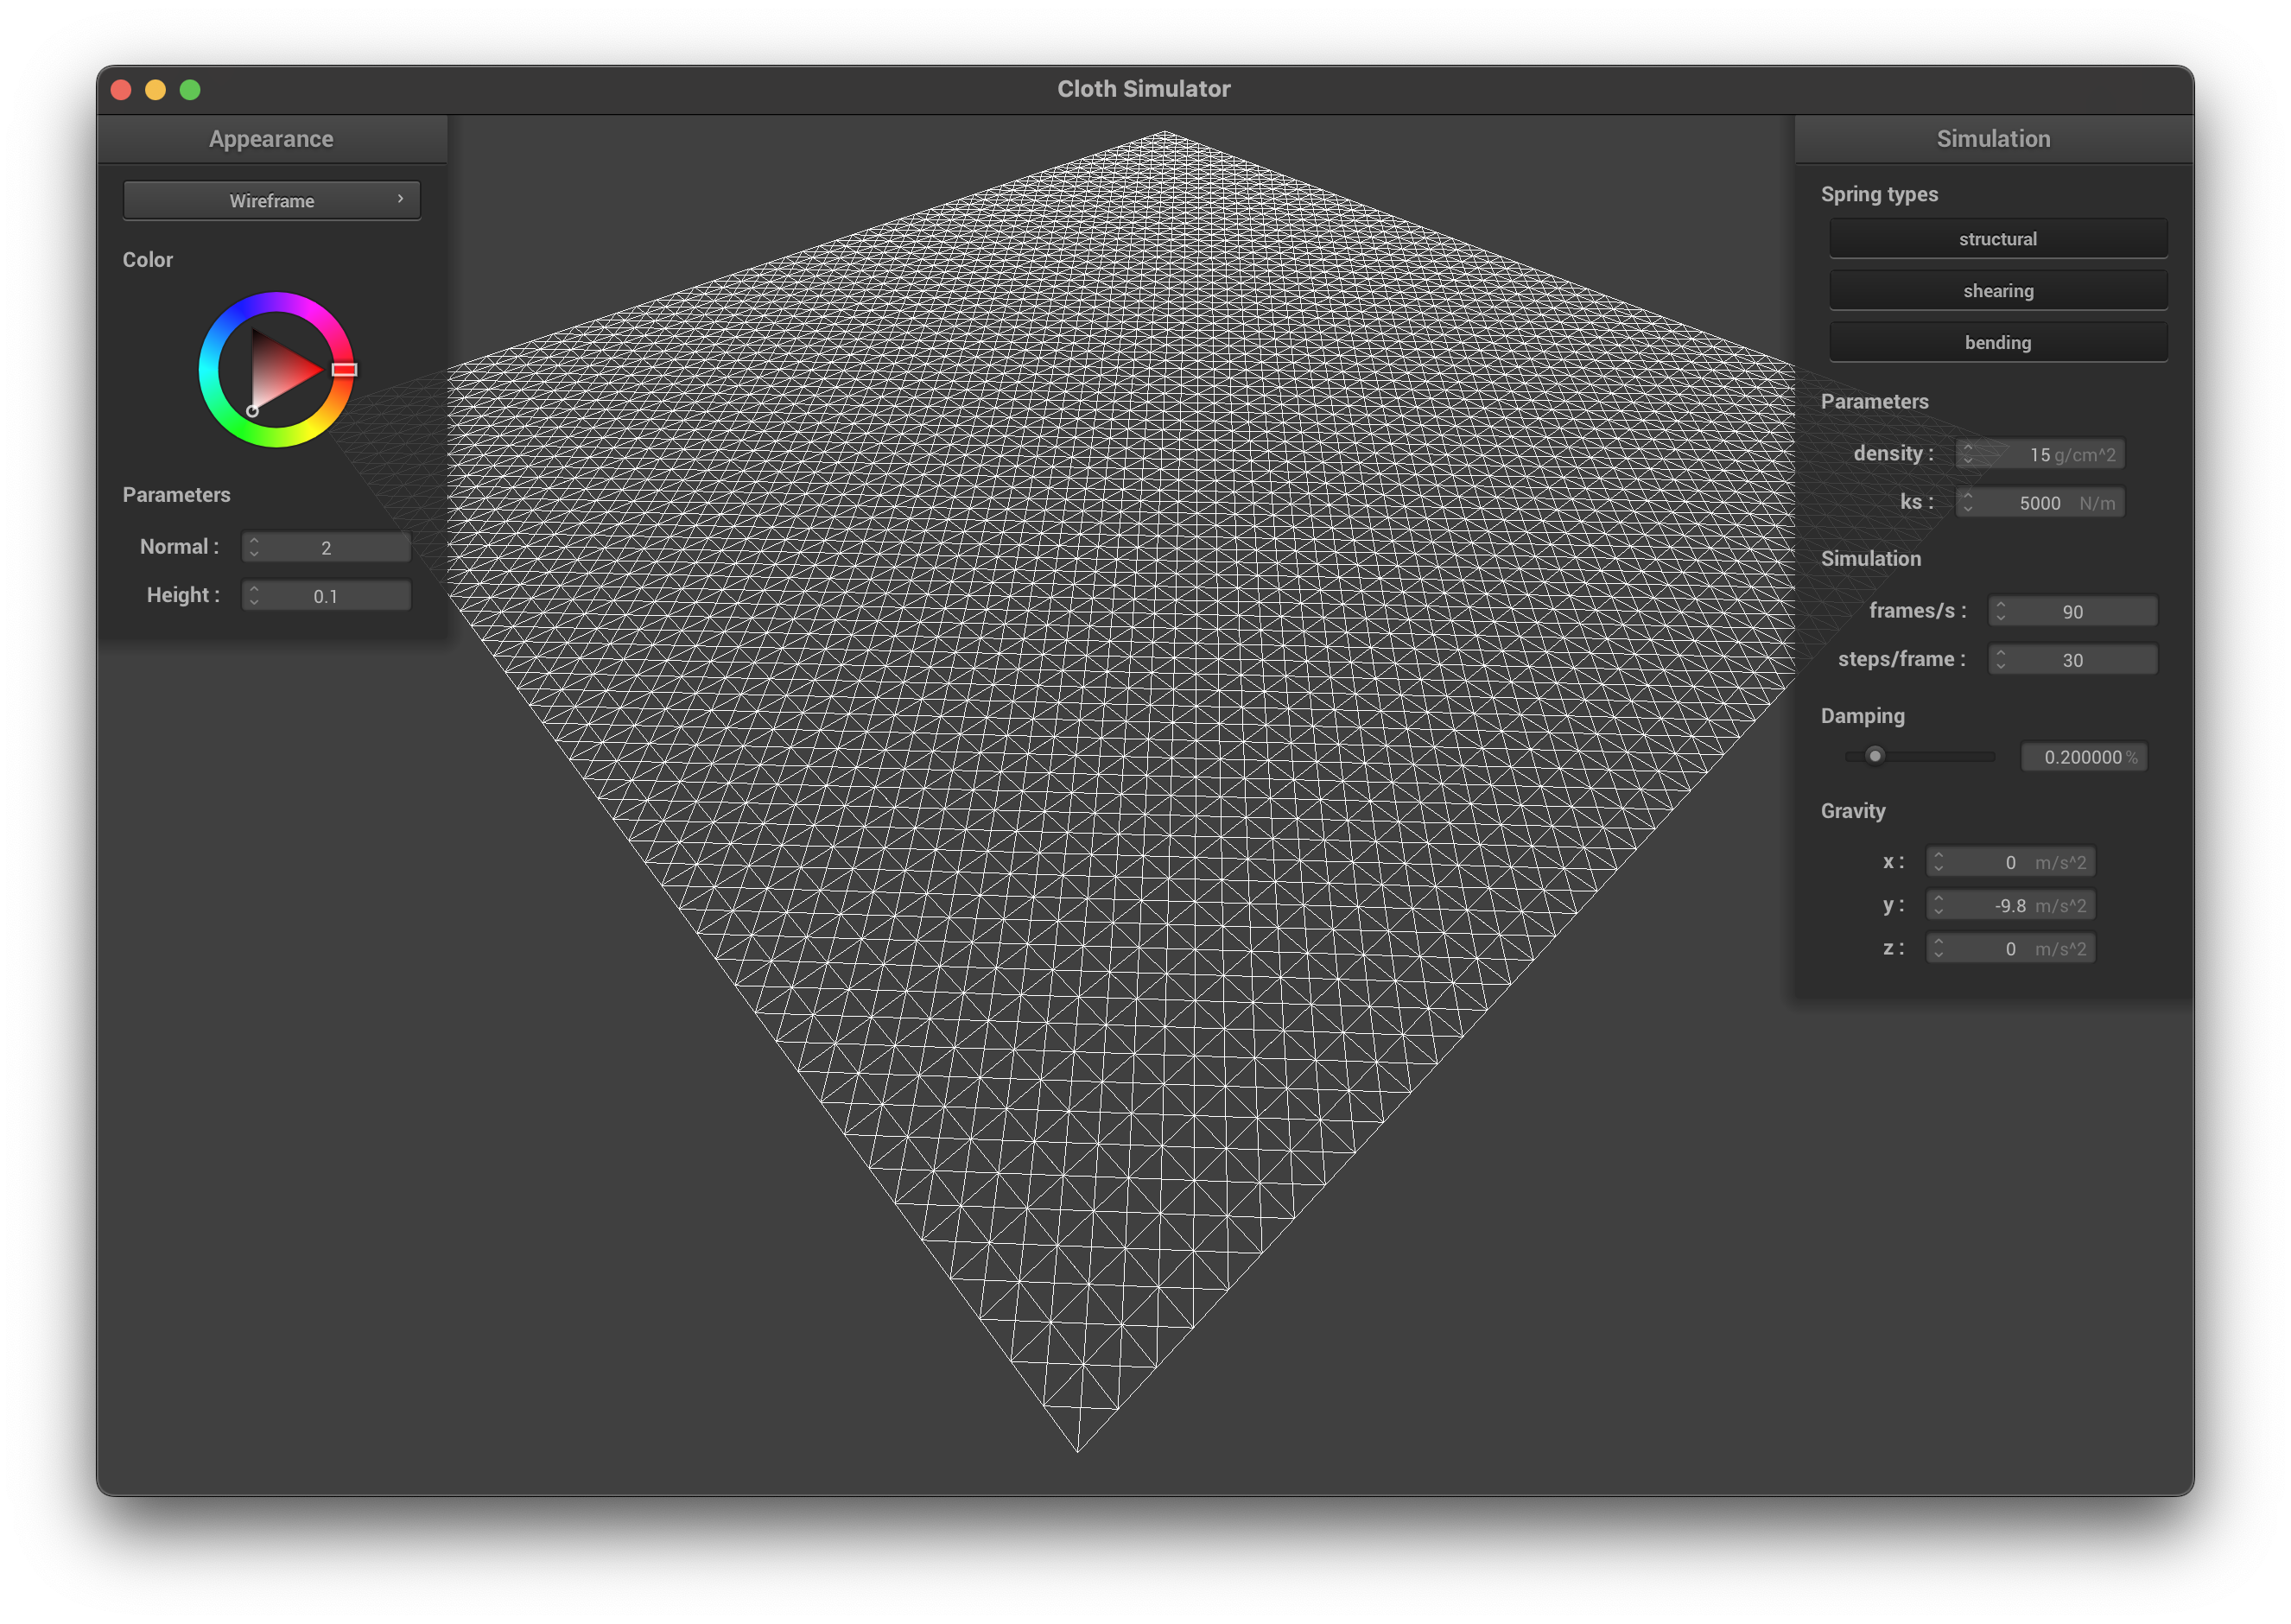 Cloth Simulator
Appearance
Wireframe
Color
Parameters
Normal : 2
Height : 0.1
Simulation
Spring types
structural
shearing
bending
Parameters
density : 15 g/cm^2
ks : 5000 N/m
Simulation
frames/s : 90
steps/frame : 30
Damping
0.200000 %
Gravity
x : 0 m/s^2
y : -9.8 m/s^2
z : 0 m/s^2